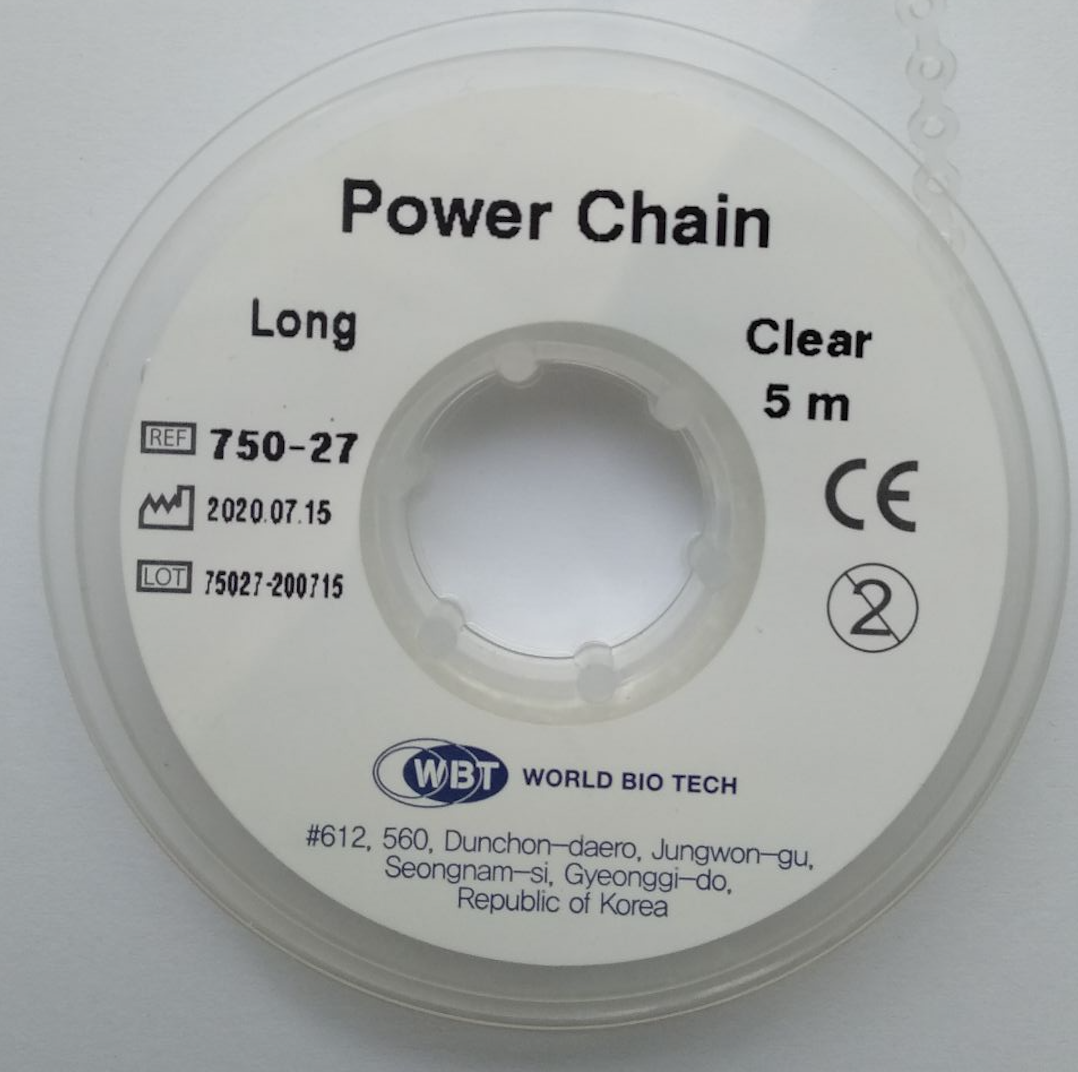 Power Chain
Long
Clear
5 m
REF 750-27
2020.07.15
LOT 75027-200715
CE
2
WBT WORLD BIO TECH
#612, 560, Dunchon-daero, Jungwon-gu,
Seongnam-si, Gyeonggi-do,
Republic of Korea